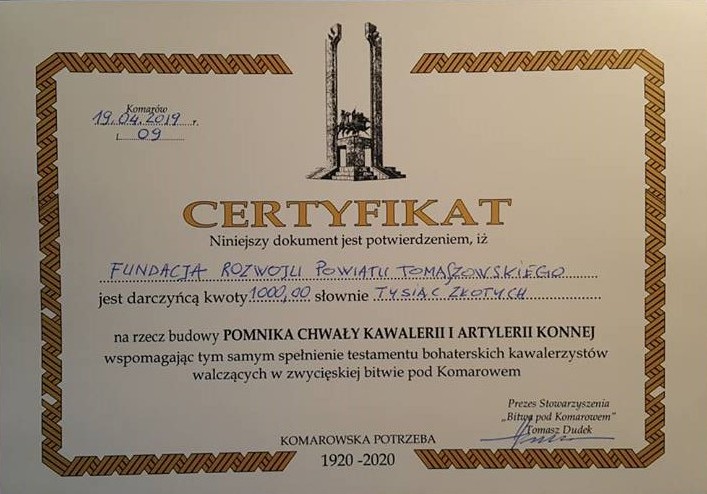 Komarów
19.04.2019 r.
L 09
CERTYFIKAT
Niniejszy dokument jest potwierdzeniem, iż
FUNDACJA ROZWOJU POWIATU TOMASZOWSKIEGO
jest darczyńcą kwoty 1000,00 słownie TYSIĄC ZŁOTYCH
na rzecz budowy POMNIKA CHWAŁY KAWALERII I ARTYLERII KONNEJ
wspomagając tym samym spełnienie testamentu bohaterskich kawalerzystów
walczących w zwycięskiej bitwie pod Komarowem
Prezes Stowarzyszenia
„Bitwa pod Komarowem”
Tomasz Dudek
KOMAROWSKA POTRZEBA
1920 -2020